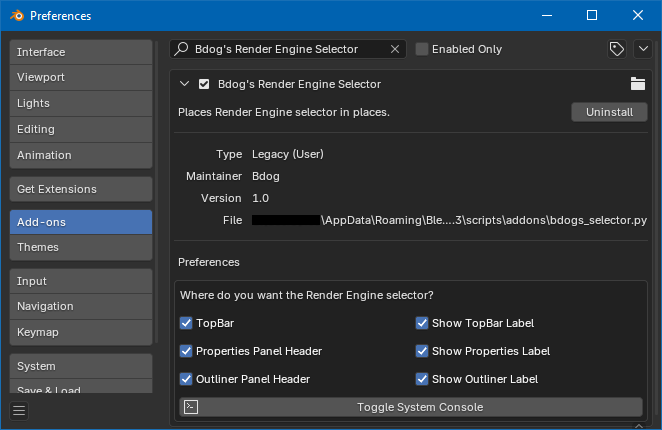 Preferences
Interface
Viewport
Lights
Editing
Animation
Get Extensions
Add-ons
Themes
Input
Navigation
Keymap
System
Save & Load
Bdog's Render Engine Selector
Enabled Only
Bdog's Render Engine Selector
Places Render Engine selector in places.
Uninstall
Type Legacy (User)
Maintainer Bdog
Version 1.0
File \AppData\Roaming\Ble....3\scripts\addons\bdogs_selector.py
Preferences
Where do you want the Render Engine selector?
TopBar Show TopBar Label
Properties Panel Header Show Properties Label
Outliner Panel Header Show Outliner Label
Toggle System Console